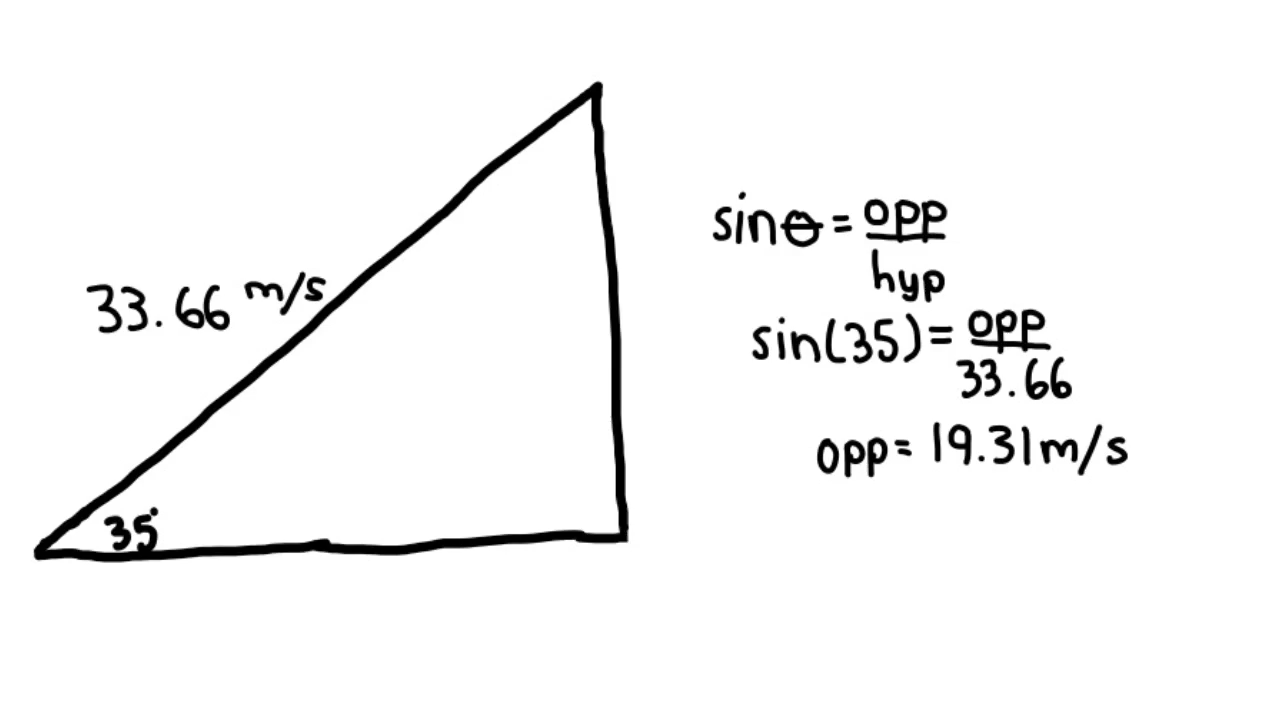 33.66 m/s
35°
sinθ = opp/hyp
sin(35) = opp/33.66
opp = 19.31m/s